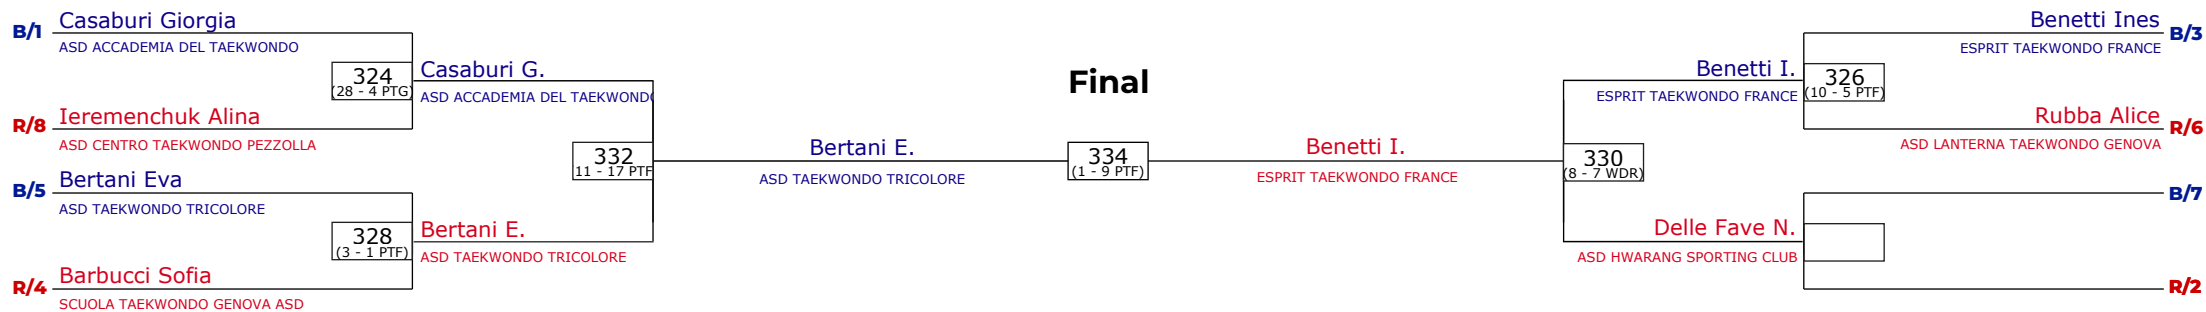 B/1
Casaburi Giorgia
ASD ACCADEMIA DEL TAEKWONDO
324
(28 - 4 PTG)
R/8
Ieremenchuk Alina
ASD CENTRO TAEKWONDO PEZZOLLA
B/5
Bertani Eva
ASD TAEKWONDO TRICOLORE
328
(3 - 1 PTF)
R/4
Barbucci Sofia
SCUOLA TAEKWONDO GENOVA ASD
Casaburi G.
ASD ACCADEMIA DEL TAEKWONDO
332
11 - 17 PTF
Bertani E.
ASD TAEKWONDO TRICOLORE
Bertani E.
ASD TAEKWONDO TRICOLORE
Final
334
(1 - 9 PTF)
Benetti I.
ESPRIT TAEKWONDO FRANCE
Benetti I.
ESPRIT TAEKWONDO FRANCE
330
(8 - 7 WDR)
Delle Fave N.
ASD HWARANG SPORTING CLUB
Benetti Ines
B/3
ESPRIT TAEKWONDO FRANCE
326
(10 - 5 PTF)
Rubba Alice
R/6
ASD LANTERNA TAEKWONDO GENOVA
B/7
R/2